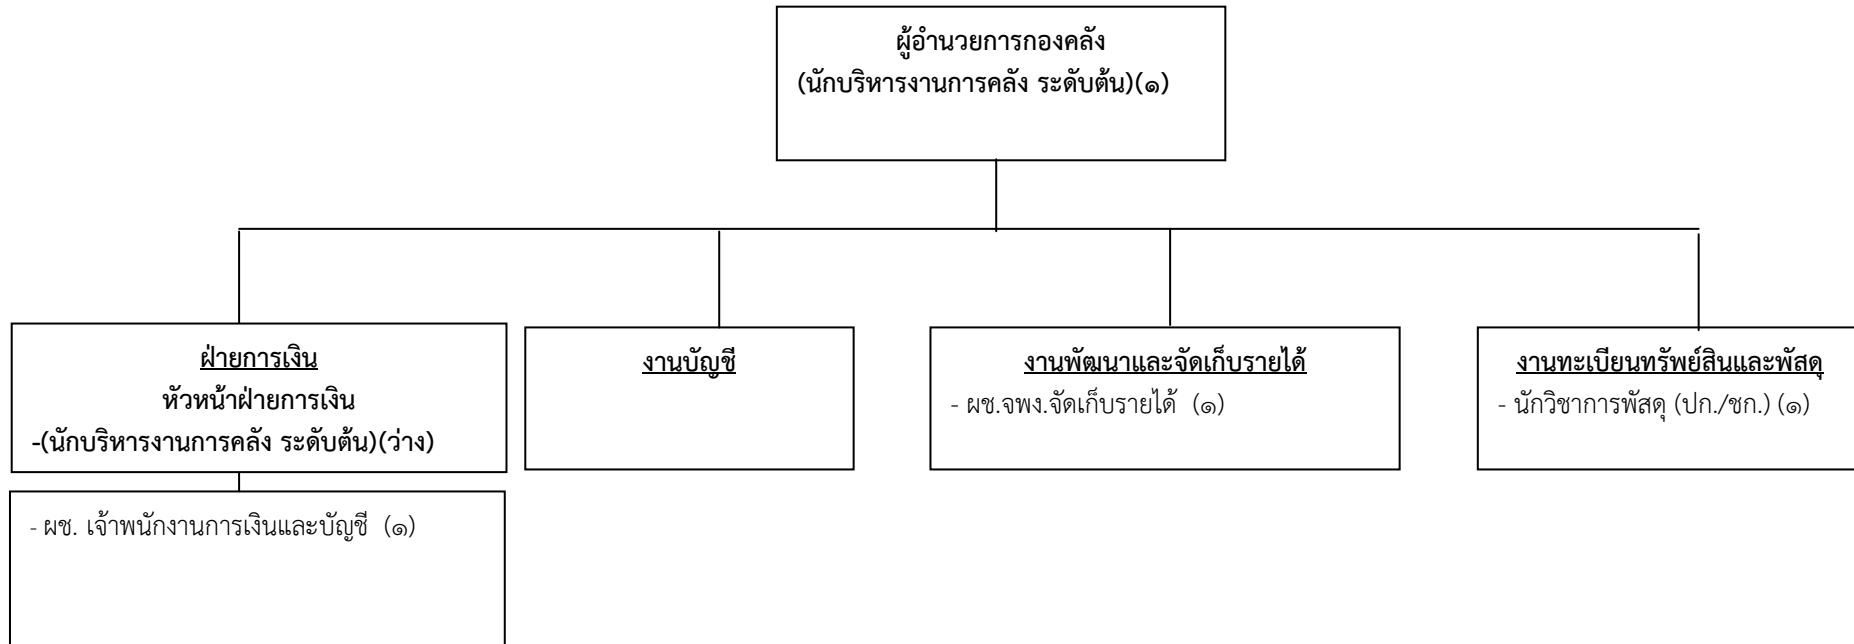 ผู้อำนวยการกองคลัง
(นักบริหารงานการคลัง ระดับต้น)(๑)
ฝ่ายการเงิน
หัวหน้าฝ่ายการเงิน
-(นักบริหารงานการคลัง ระดับต้น)(ว่าง)
- ผช. เจ้าพนักงานการเงินและบัญชี (๑)
งานบัญชี
งานพัฒนาและจัดเก็บรายได้
- ผช.จพง.จัดเก็บรายได้ (๑)
งานทะเบียนทรัพย์สินและพัสดุ
- นักวิชาการพัสดุ (ปก./ชก.) (๑)